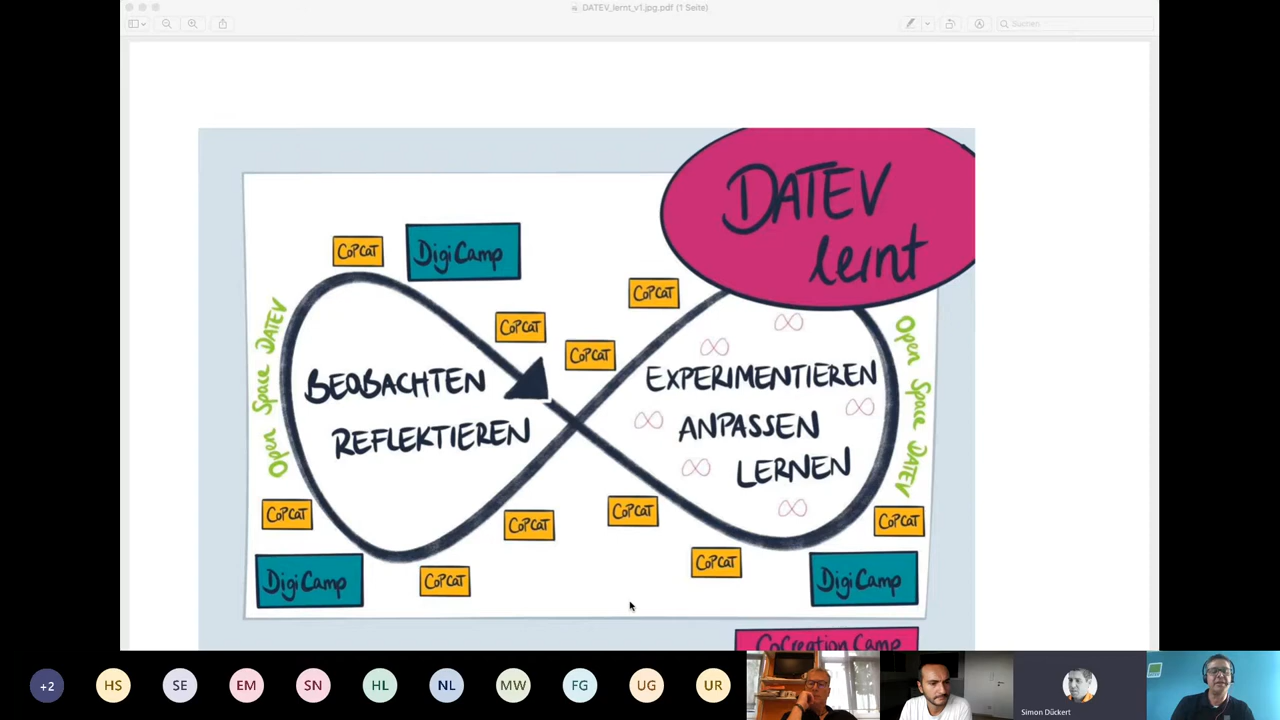 DATEV_lernt_v1.jpg.pdf (1 Seite)
Suchen
DATEV
lernt
CoPCAT
DigiCamp
CoPCAT
CoPCAT
CoPCAT
Open Space DATEV
BEOBACHTEN
REFLEKTIEREN
EXPERIMENTIEREN
ANPASSEN
LERNEN
Open Space DATEV
CoPCAT
CoPCAT
CoPCAT
CoPCAT
DigiCamp
CoPCAT
CoPCAT
DigiCamp
CoCreation Camp
+2
HS
SE
EM
SN
HL
NL
MW
FG
UG
UR
Simon Dückert